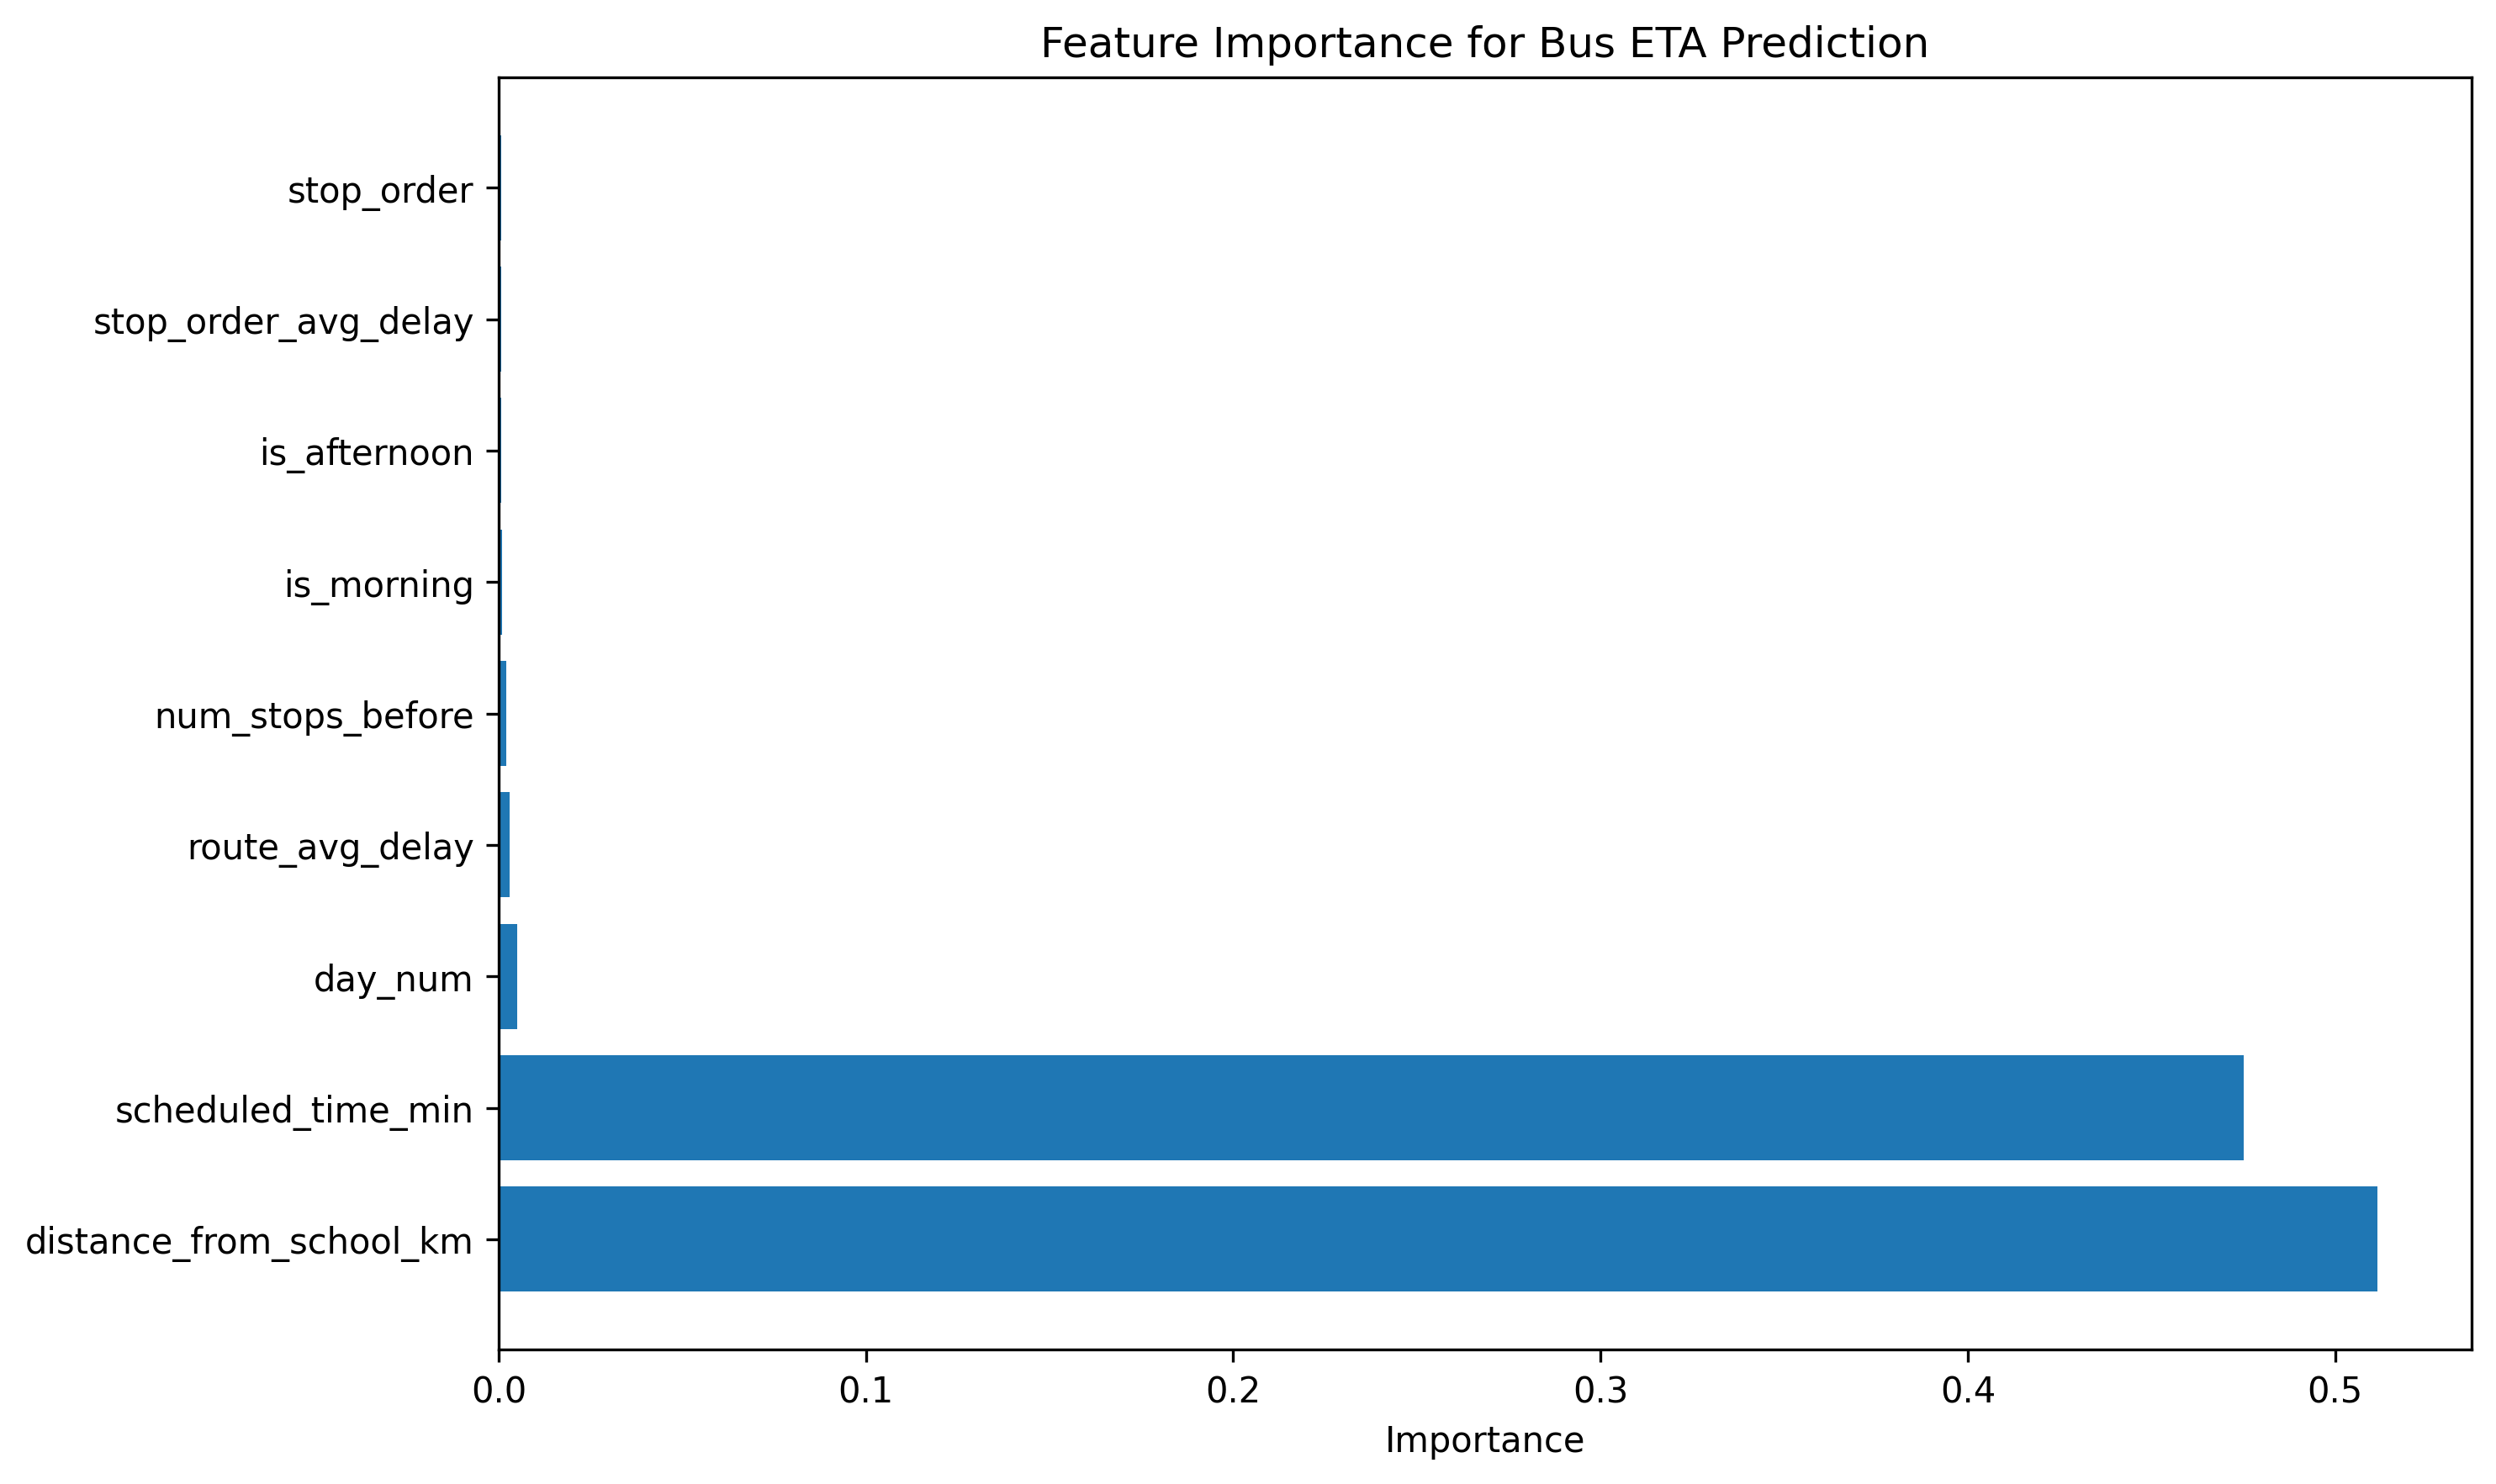 Feature Importance for Bus ETA Prediction
stop_order
stop_order_avg_delay
is_afternoon
is_morning
num_stops_before
route_avg_delay
day_num
scheduled_time_min
distance_from_school_km
0.0 0.1 0.2 0.3 0.4 0.5
Importance